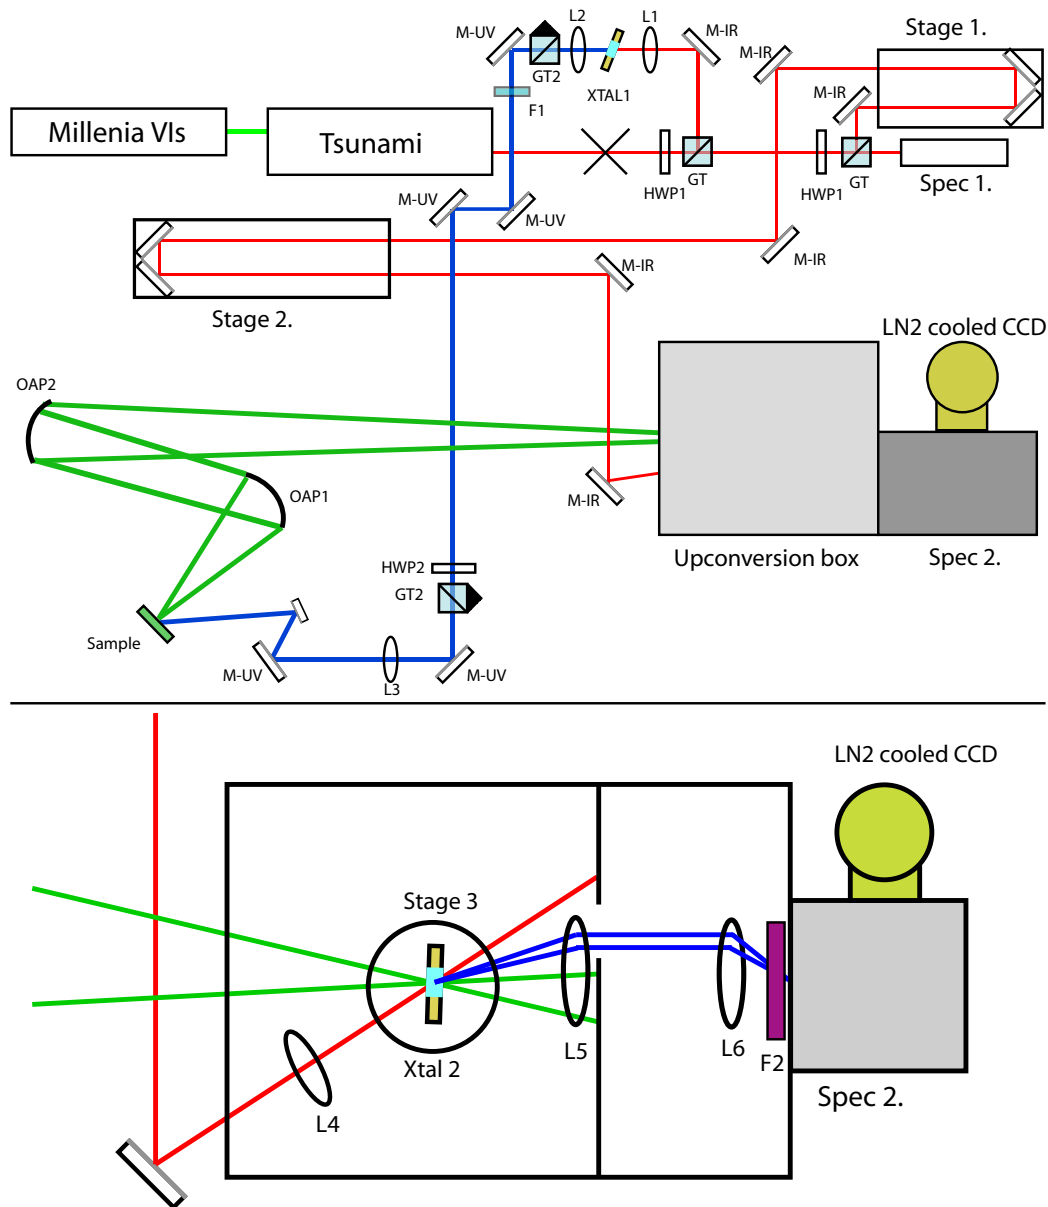 L2
L1
M-UV
M-IR
Stage 1.
M-IR
GT2
XTAL1
M-IR
F1
Millenia VIs
Tsunami
HWP1
GT
HWP1
GT
Spec 1.
M-UV
M-UV
M-IR
M-IR
Stage 2.
LN2 cooled CCD
OAP2
OAP1
M-IR
Upconversion box
Spec 2.
HWP2
GT2
Sample
M-UV
L3
M-UV
LN2 cooled CCD
Stage 3
L5
L6
F2
Xtal 2
L4
Spec 2.